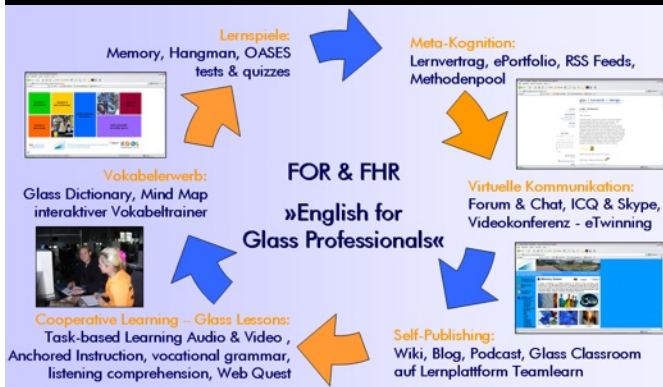 Lernspiele:
Memory, Hangman, OASES
tests & quizzes
Meta-Kognition:
Lernvertrag, ePortfolio, RSS Feeds,
Methodenpool
Vokabelerwerb:
Glass Dictionary, Mind Map
interaktiver Vokabeltrainer
FOR & FHR
»English for
Glass Professionals«
Virtuelle Kommunikation:
Forum & Chat, ICQ & Skype,
Videokonferenz - eTwinning
Cooperative Learning – Glass Lessons:
Task-based Learning Audio & Video ,
Anchored Instruction, vocational grammar,
listening comprehension, Web Quest
Self-Publishing:
Wiki, Blog, Podcast, Glass Classroom
auf Lernplattform Teamlearn